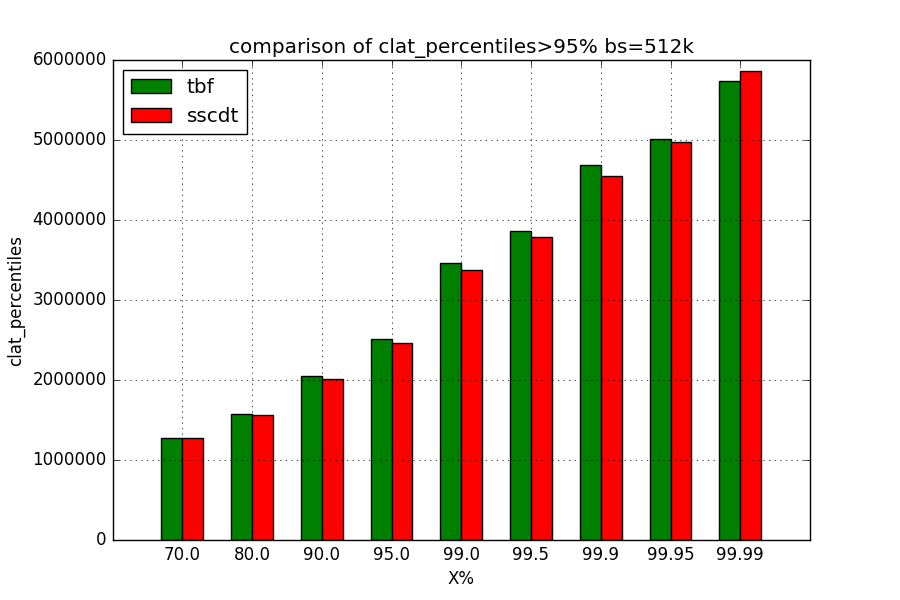 comparison of clat_percentiles>95% bs=512k
6000000
5000000
4000000
3000000
2000000
1000000
0
clat_percentiles
tbf
sscdt
70.0 80.0 90.0 95.0 99.0 99.5 99.9 99.95 99.99
X%